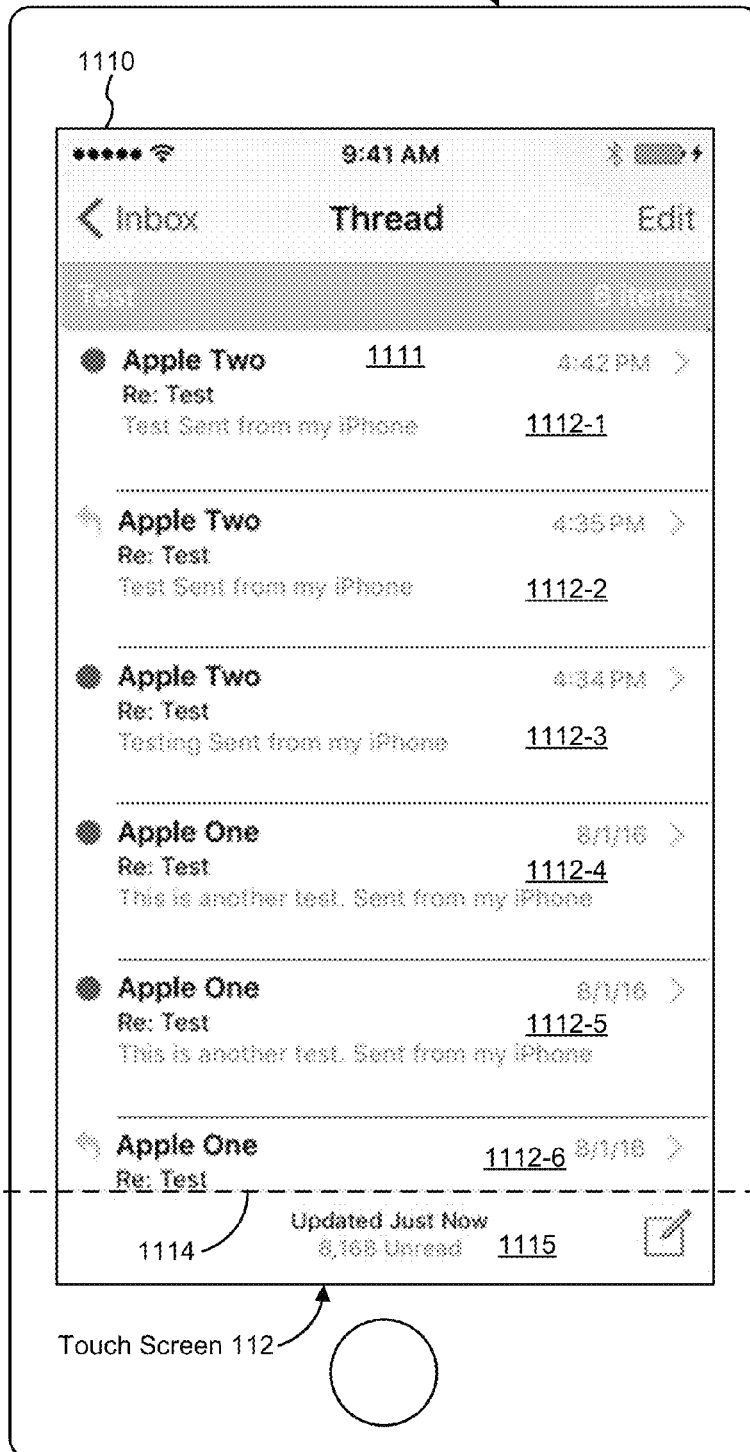 1110
9:41 AM
Inbox Thread Edit
Test 8 items
Apple Two 1111 4:42 PM
Re: Test
Test Sent from my iPhone 1112-1
Apple Two 4:35 PM
Re: Test
Test Sent from my iPhone 1112-2
Apple Two 4:34 PM
Re: Test
Testing Sent from my iPhone 1112-3
Apple One 8/1/16
Re: Test 1112-4
This is another test. Sent from my iPhone
Apple One 8/1/16
Re: Test 1112-5
This is another test. Sent from my iPhone
Apple One 1112-6 8/1/16
Re: Test
Updated Just Now
1114 6,168 Unread 1115
Touch Screen 112